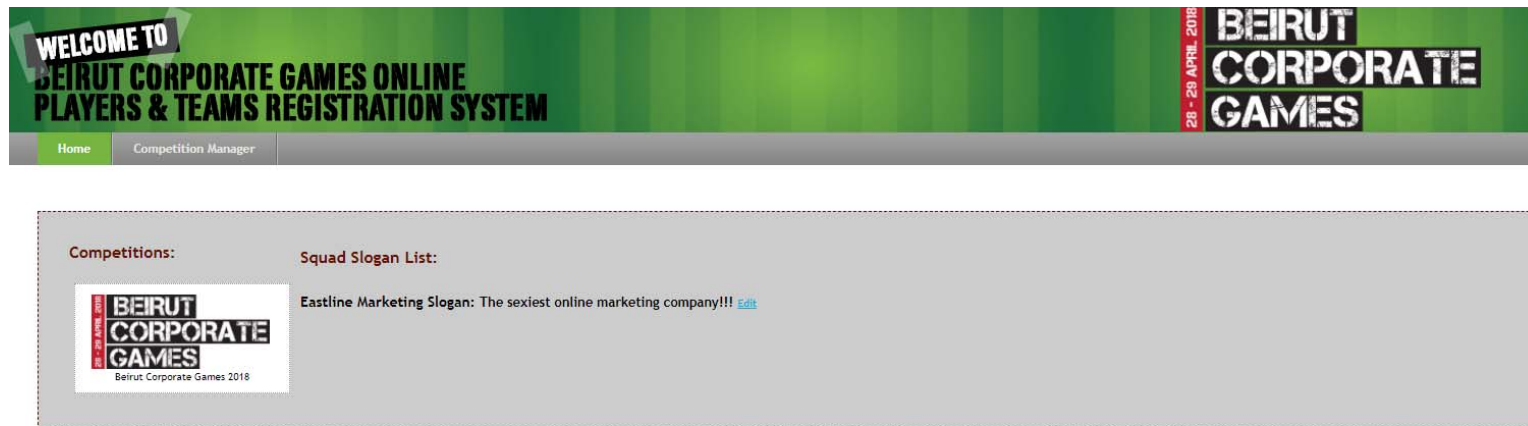 WELCOME TO
BEIRUT CORPORATE GAMES ONLINE
PLAYERS & TEAMS REGISTRATION SYSTEM
28 - 29 APRIL 2018
BEIRUT
CORPORATE
GAMES
Home Competition Manager
Competitions:
Squad Slogan List:
28 - 29 APRIL 2018
BEIRUT
CORPORATE
GAMES
Beirut Corporate Games 2018
Eastline Marketing Slogan: The sexiest online marketing company!!! Edit